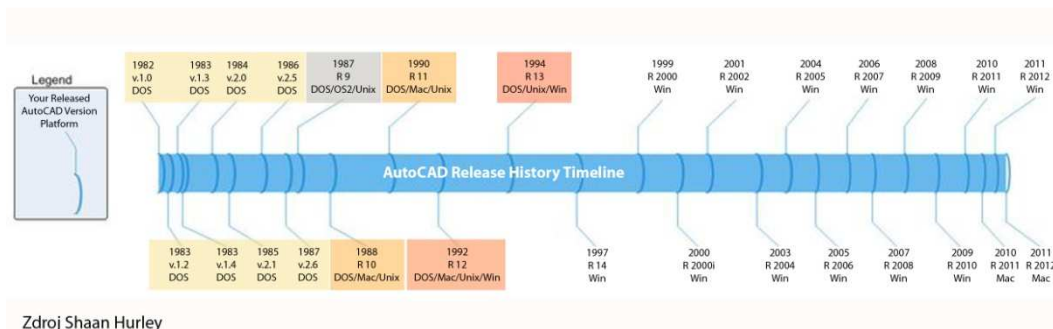 1982
v.1.0
DOS
1983
v.1.3
DOS
1984
v.2.0
DOS
1986
v.2.5
DOS
1987
R 9
DOS/OS2/Unix
1990
R 11
DOS/Mac/Unix
1994
R 13
DOS/Unix/Win
1999
R 2000
Win
2001
R 2002
Win
2004
R 2005
Win
2006
R 2007
Win
2008
R 2009
Win
2010
R 2011
Win
2011
R 2012
Win
Legend
Your Released
AutoCAD Version
Platform
AutoCAD Release History Timeline
1983
v.1.2
DOS
1983
v.1.4
DOS
1985
v.2.1
DOS
1987
v.2.6
DOS
1988
R 10
DOS/Mac/Unix
1992
R 12
DOS/Mac/Unix/Win
1997
R 14
Win
2000
R 2000i
Win
2003
R 2004
Win
2005
R 2006
Win
2007
R 2008
Win
2009
R 2010
Win
2010
R 2011
Mac
2011
R 2012
Mac
Zdroj Shaan Hurley